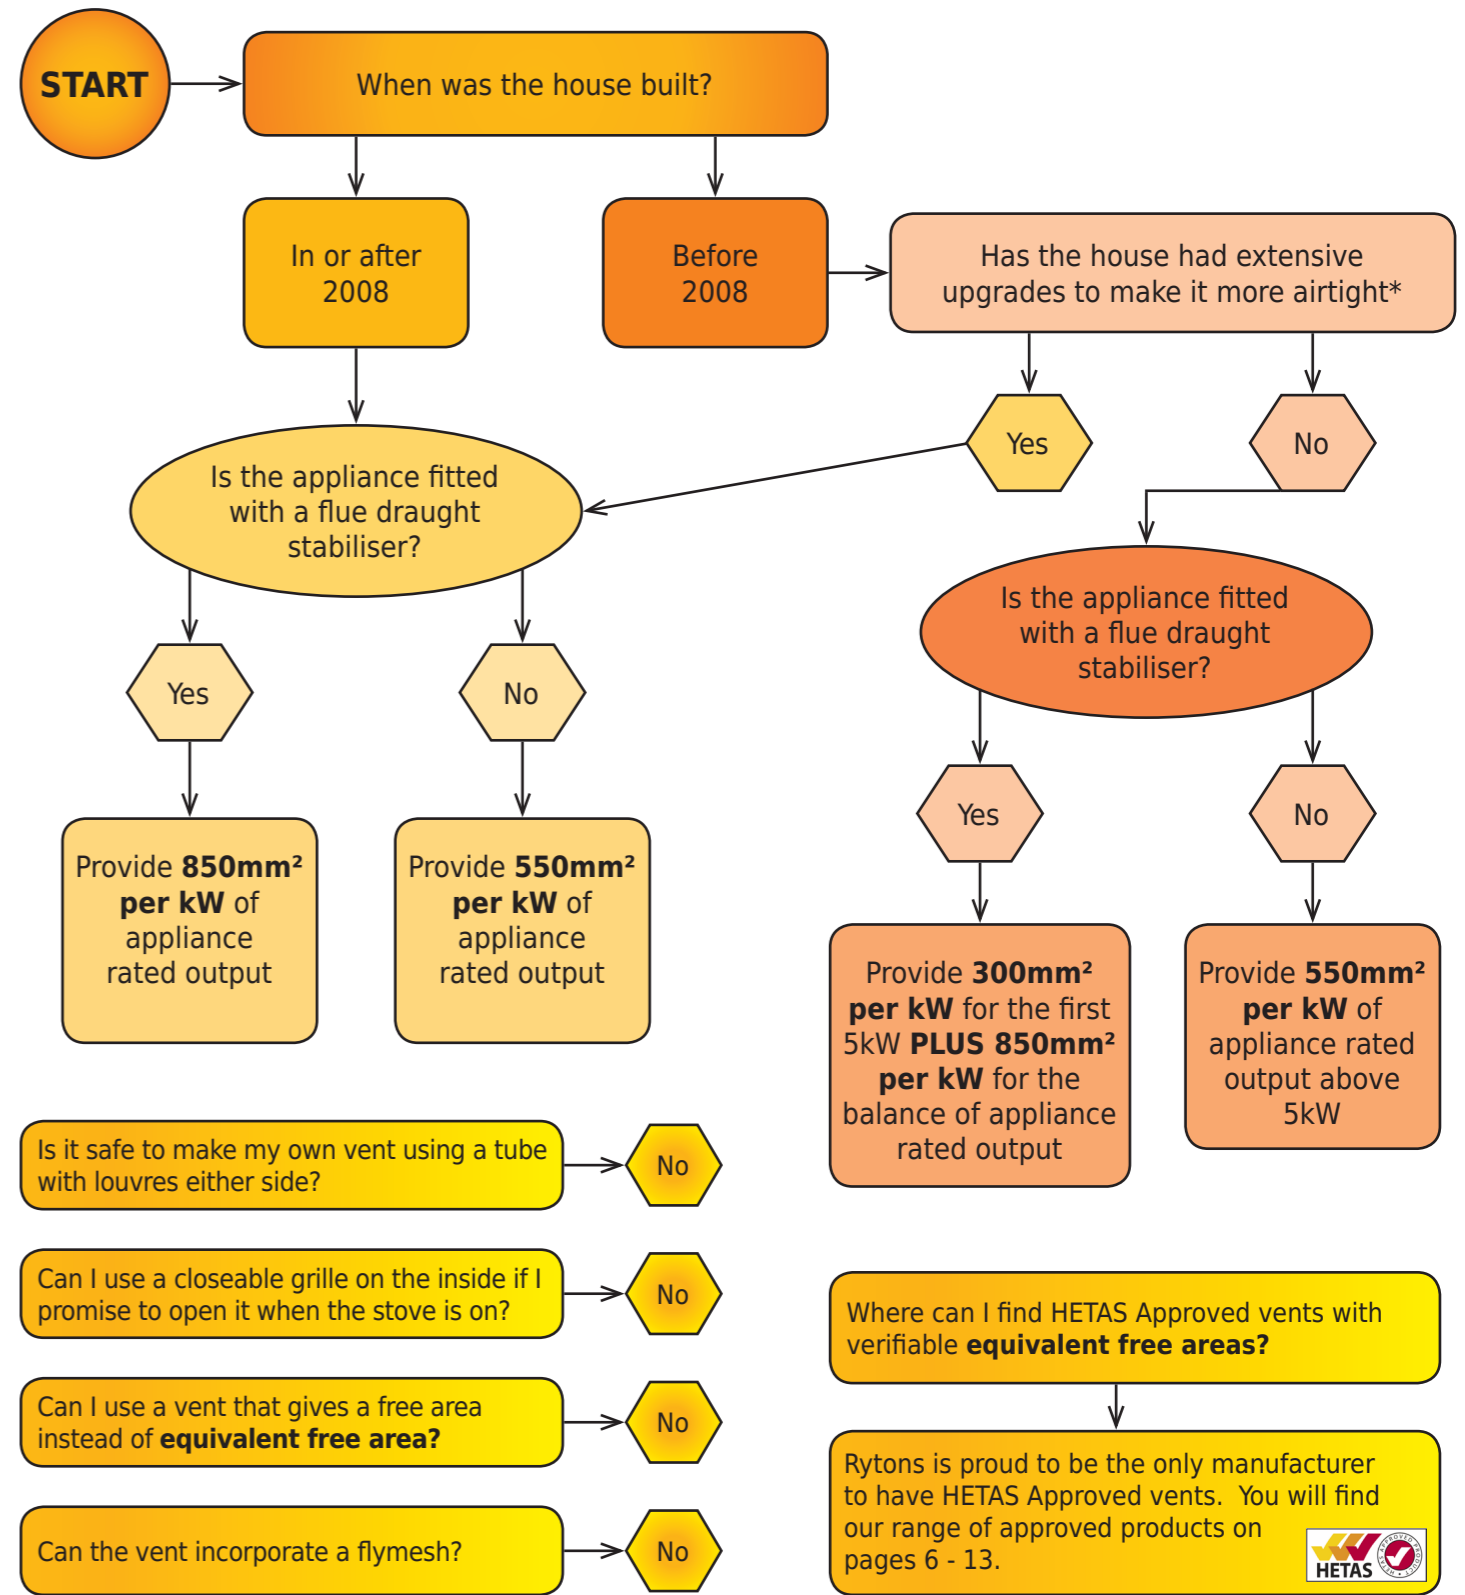 START
When was the house built?
In or after
2008
Before
2008
Has the house had extensive
upgrades to make it more airtight*
Yes
No
Is the appliance fitted
with a flue draught
stabiliser?
Is the appliance fitted
with a flue draught
stabiliser?
Yes
No
Yes
No
Provide 850mm²
per kW of
appliance
rated output
Provide 550mm²
per kW of
appliance
rated output
Provide 300mm²
per kW for the first
5kW PLUS 850mm²
per kW for the
balance of appliance
rated output
Provide 550mm²
per kW of
appliance rated
output above
5kW
Is it safe to make my own vent using a tube
with louvres either side?
No
Can I use a closeable grille on the inside if I
promise to open it when the stove is on?
No
Can I use a vent that gives a free area
instead of equivalent free area?
No
Can the vent incorporate a flymesh?
No
Where can I find HETAS Approved vents with
verifiable equivalent free areas?
Rytons is proud to be the only manufacturer
to have HETAS Approved vents. You will find
our range of approved products on
pages 6 - 13.
HETAS
HETAS APPROVED PRODUCT